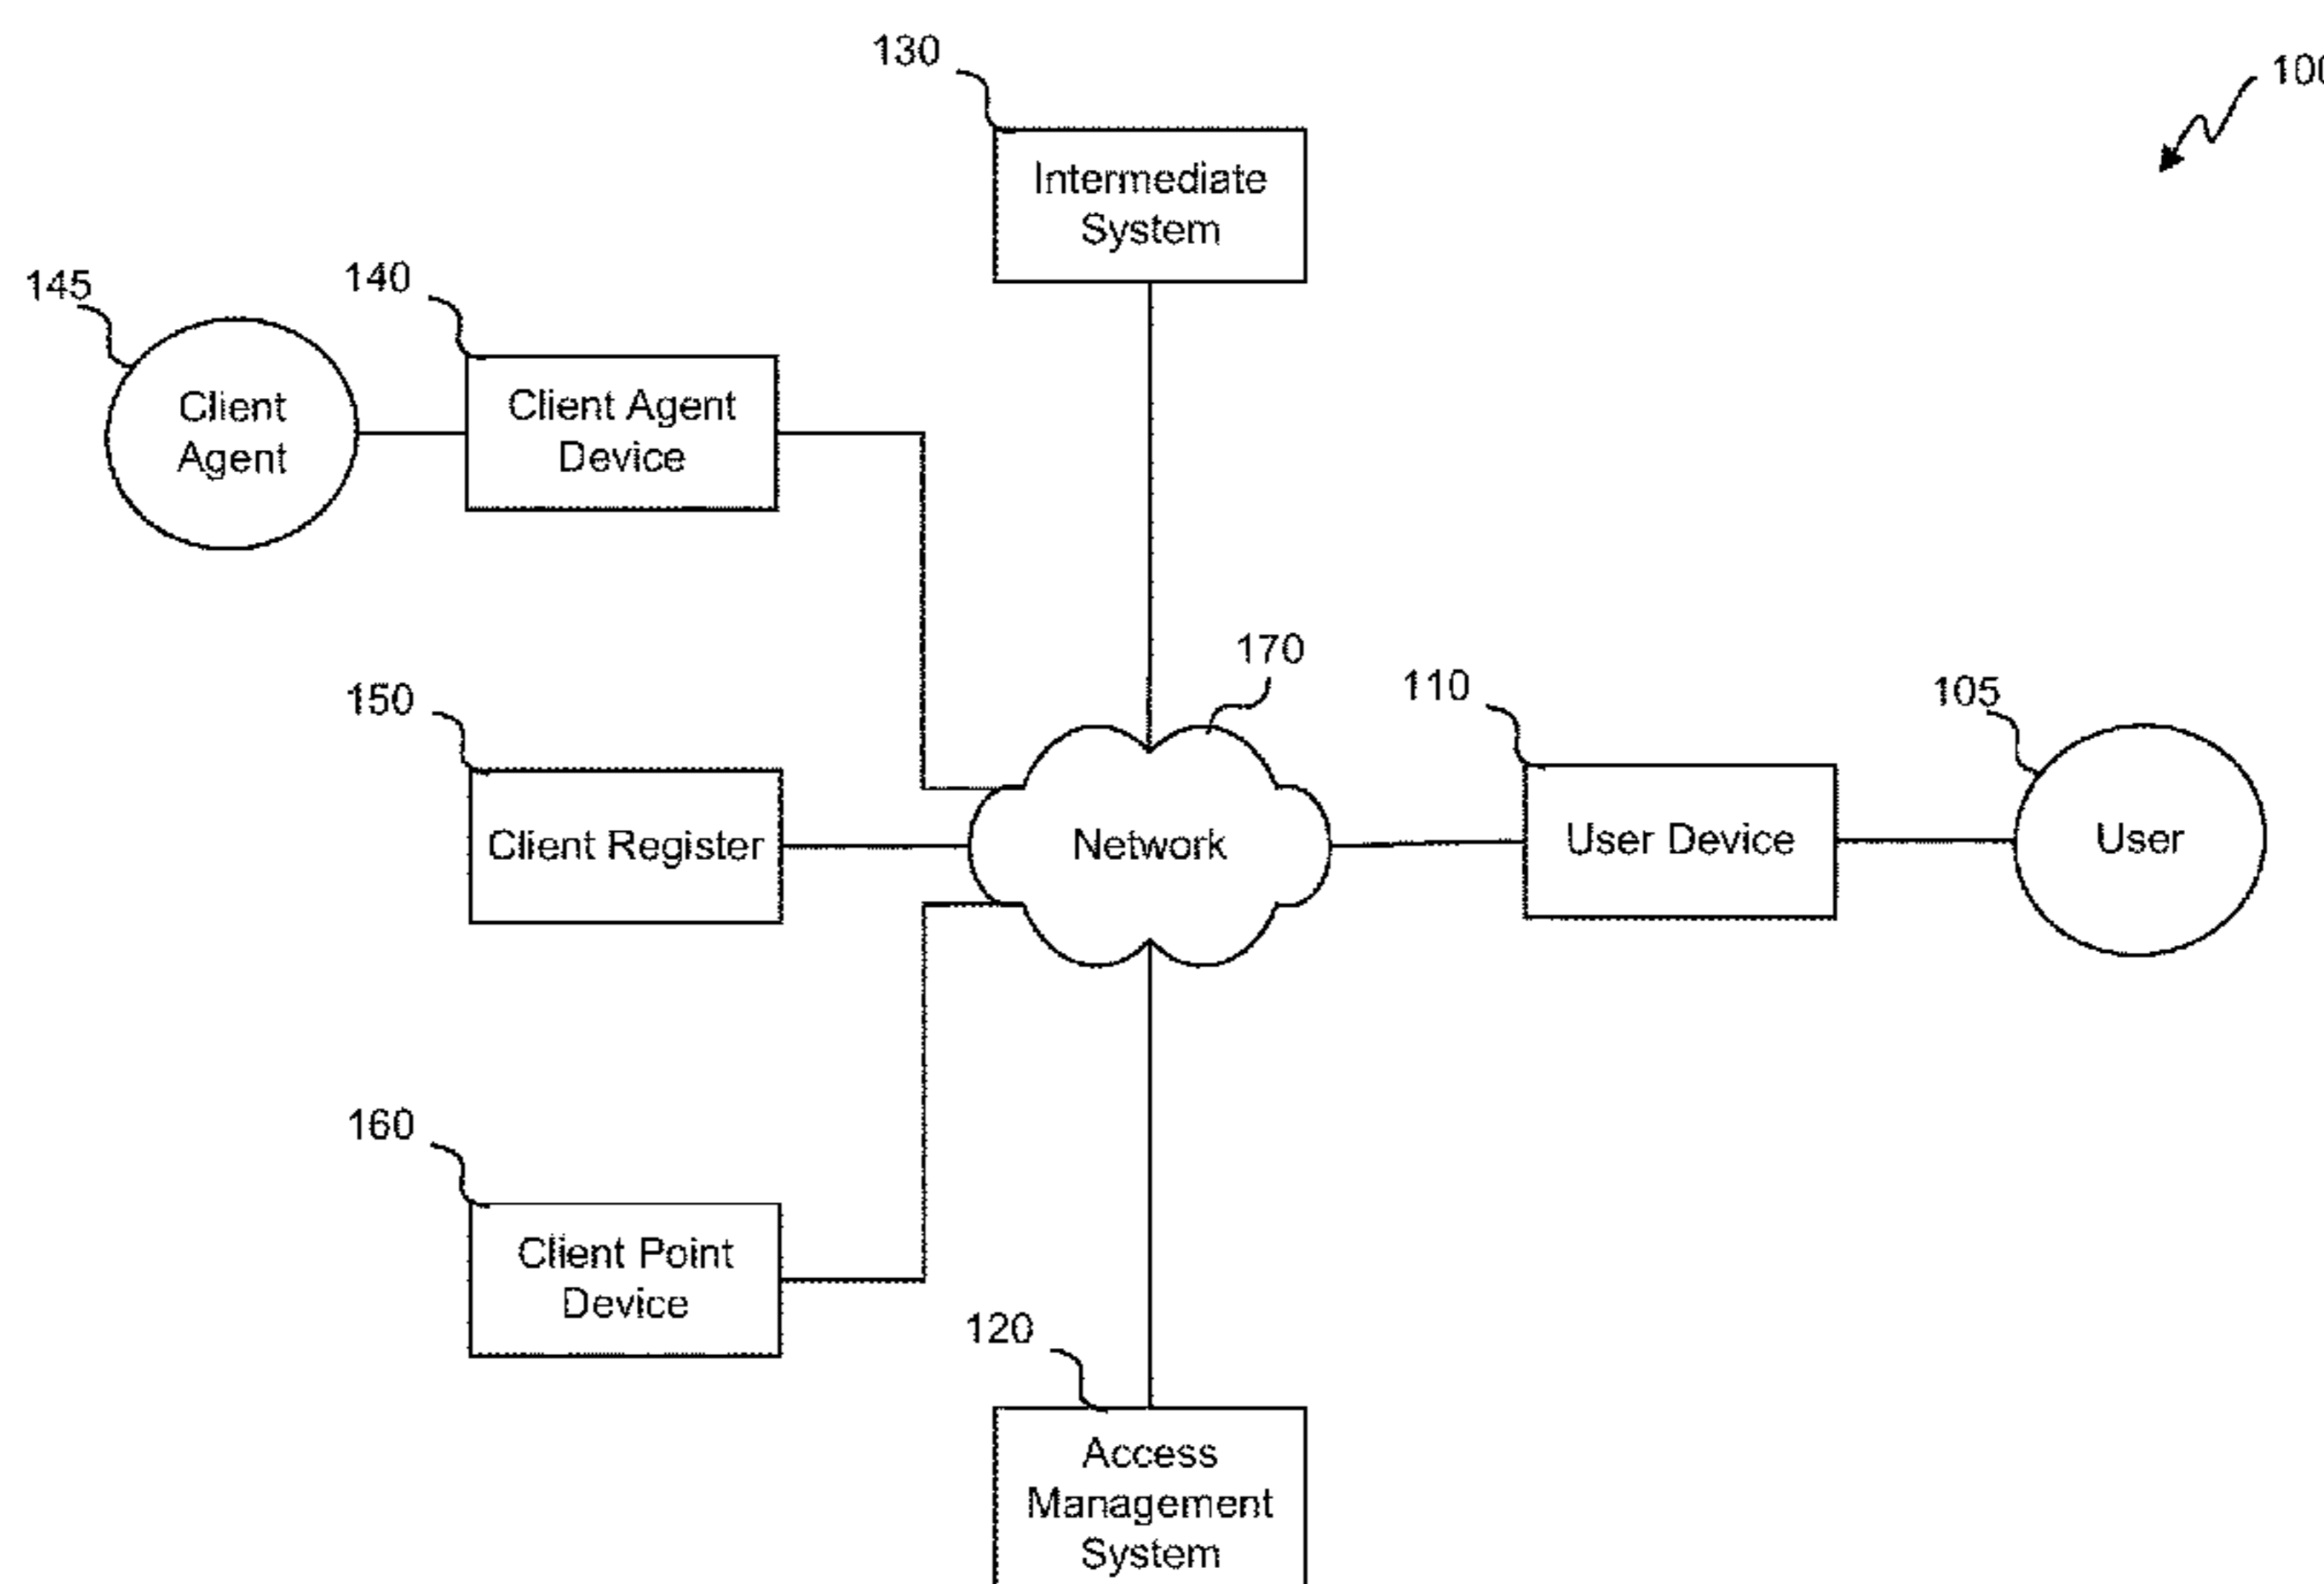 130
100
Intermediate
System
145
140
Client
Agent
Client Agent
Device
170
150
110
105
Client Register
Network
User Device
User
160
Client Point
Device
120
Access
Management
System